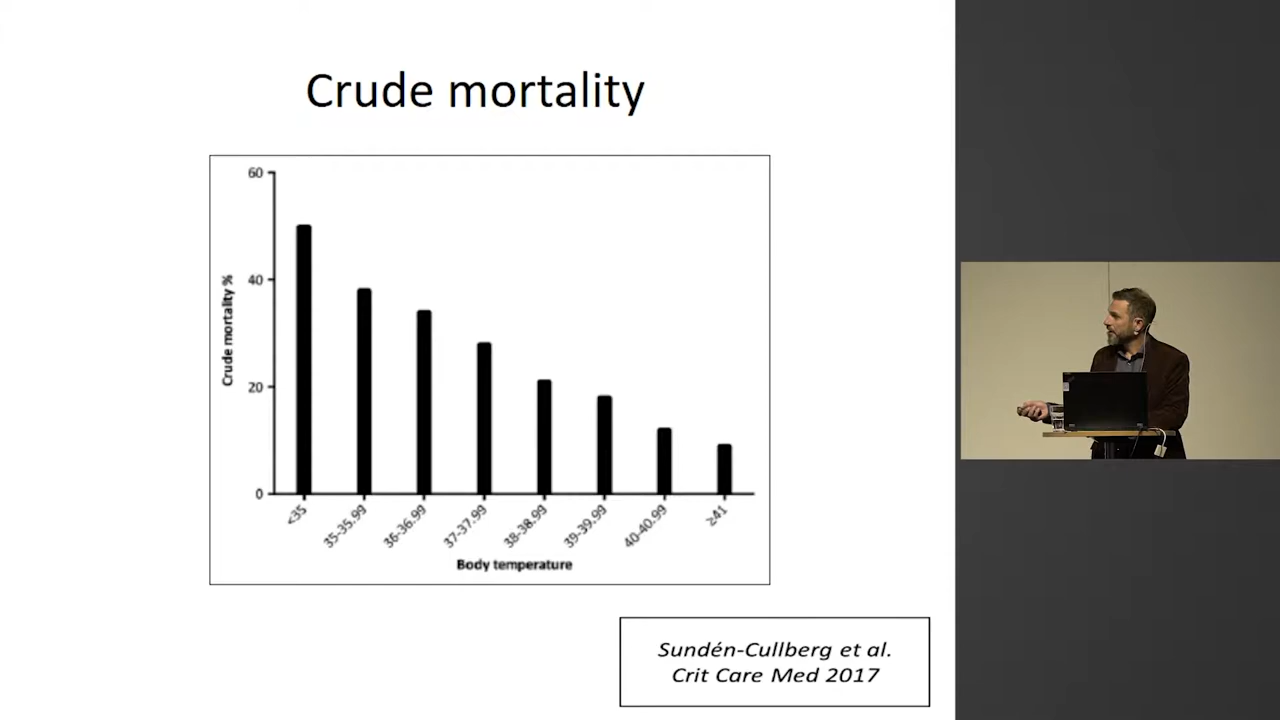 Crude mortality
60
40
20
0
Crude mortality %
<35
35-35.99
36-36.99
37-37.99
38-38.99
39-39.99
40-40.99
≥41
Body temperature
Sundén-Cullberg et al.
Crit Care Med 2017